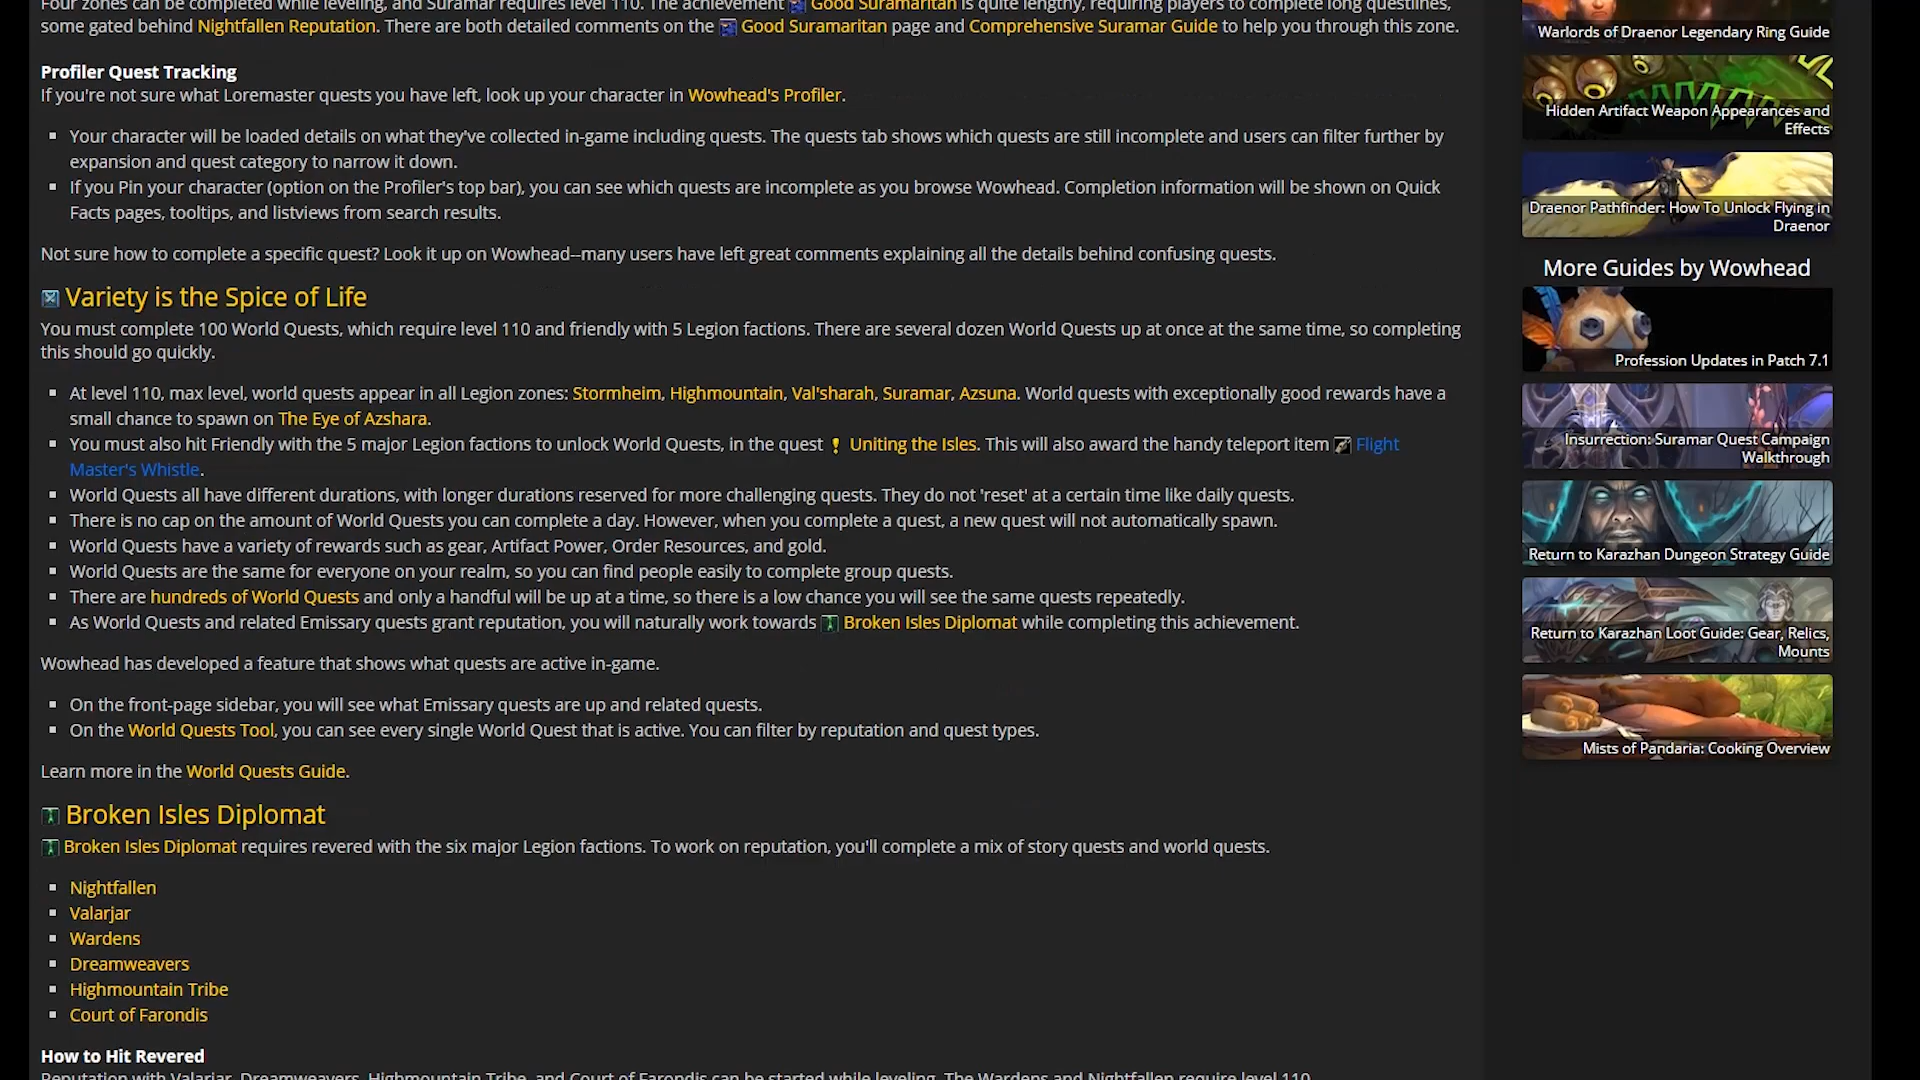 Four zones can be completed while leveling, and Suramar requires level 110. The achievement Good Suramaritan is quite lengthy, requiring players to complete long questlines,
some gated behind Nightfallen Reputation. There are both detailed comments on the Good Suramaritan page and Comprehensive Suramar Guide to help you through this zone.
Profiler Quest Tracking
If you're not sure what Loremaster quests you have left, look up your character in Wowhead's Profiler.
Your character will be loaded details on what they've collected in-game including quests. The quests tab shows which quests are still incomplete and users can filter further by
expansion and quest category to narrow it down.
If you Pin your character (option on the Profiler's top bar), you can see which quests are incomplete as you browse Wowhead. Completion information will be shown on Quick
Facts pages, tooltips, and listviews from search results.
Not sure how to complete a specific quest? Look it up on Wowhead--many users have left great comments explaining all the details behind confusing quests.
Variety is the Spice of Life
You must complete 100 World Quests, which require level 110 and friendly with 5 Legion factions. There are several dozen World Quests up at once at the same time, so completing
this should go quickly.
At level 110, max level, world quests appear in all Legion zones: Stormheim, Highmountain, Val'sharah, Suramar, Azsuna. World quests with exceptionally good rewards have a
small chance to spawn on The Eye of Azshara.
You must also hit Friendly with the 5 major Legion factions to unlock World Quests, in the quest Uniting the Isles. This will also award the handy teleport item Flight
Master's Whistle.
World Quests all have different durations, with longer durations reserved for more challenging quests. They do not 'reset' at a certain time like daily quests.
There is no cap on the amount of World Quests you can complete a day. However, when you complete a quest, a new quest will not automatically spawn.
World Quests have a variety of rewards such as gear, Artifact Power, Order Resources, and gold.
World Quests are the same for everyone on your realm, so you can find people easily to complete group quests.
There are hundreds of World Quests and only a handful will be up at a time, so there is a low chance you will see the same quests repeatedly.
As World Quests and related Emissary quests grant reputation, you will naturally work towards Broken Isles Diplomat while completing this achievement.
Wowhead has developed a feature that shows what quests are active in-game.
On the front-page sidebar, you will see what Emissary quests are up and related quests.
On the World Quests Tool, you can see every single World Quest that is active. You can filter by reputation and quest types.
Learn more in the World Quests Guide.
Broken Isles Diplomat
Broken Isles Diplomat requires revered with the six major Legion factions. To work on reputation, you'll complete a mix of story quests and world quests.
Nightfallen
Valarjar
Wardens
Dreamweavers
Highmountain Tribe
Court of Farondis
How to Hit Revered
Reputation with Valarjar, Dreamweavers, Highmountain Tribe, and Court of Farondis can be started while leveling. The Wardens and Nightfallen require level 110.
Warlords of Draenor Legendary Ring Guide
Hidden Artifact Weapon Appearances and
Effects
Draenor Pathfinder: How To Unlock Flying in
Draenor
More Guides by Wowhead
Profession Updates in Patch 7.1
Insurrection: Suramar Quest Campaign
Walkthrough
Return to Karazhan Dungeon Strategy Guide
Return to Karazhan Loot Guide: Gear, Relics,
Mounts
Mists of Pandaria: Cooking Overview